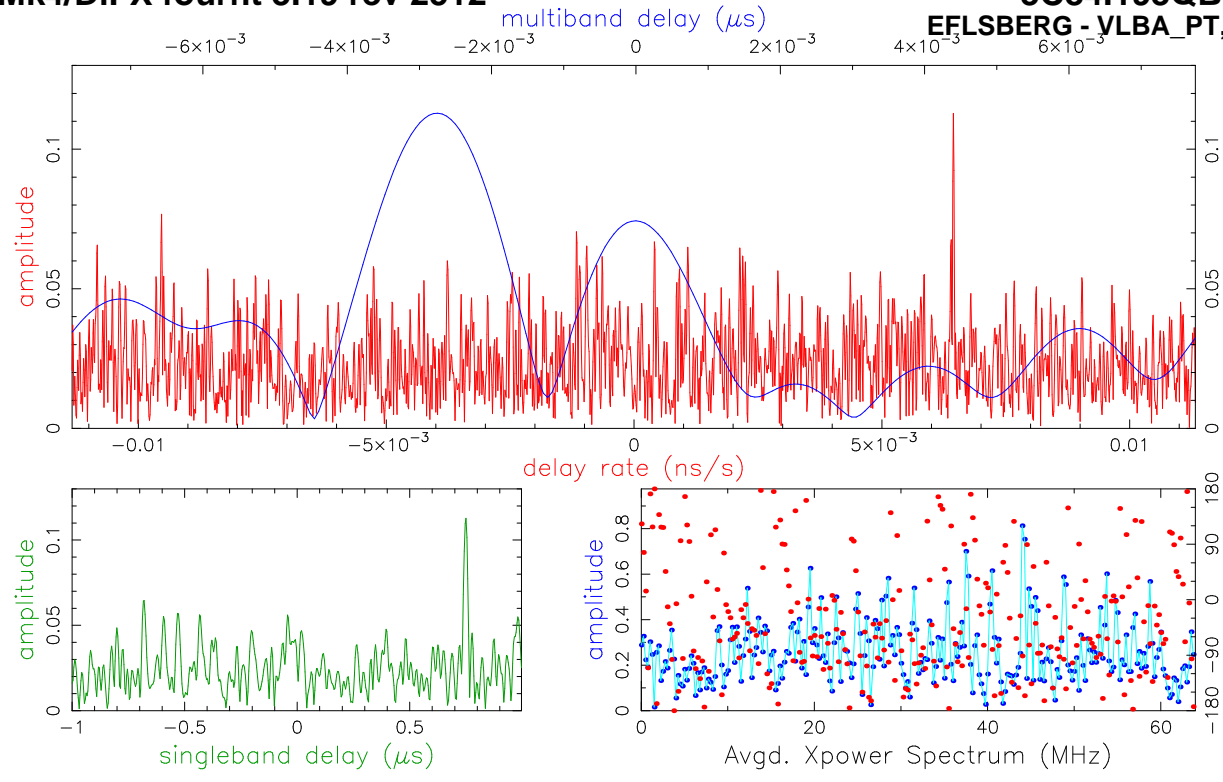 multiband delay (μs)
EFLSBERG - VLBA_PT,
−6×10⁻³ −4×10⁻³ −2×10⁻³ 0 2×10⁻³ 4×10⁻³ 6×10⁻³
amplitude
0 0.05 0.1
0 0.05 0.1
−0.01 −5×10⁻³ 0 5×10⁻³ 0.01
delay rate (ns/s)
amplitude
0 0.05 0.1
−1 −0.5 0 0.5
singleband delay (μs)
amplitude
0 0.2 0.4 0.6 0.8
−180 −90 0 90 180
0 20 40 60
Avgd. Xpower Spectrum (MHz)